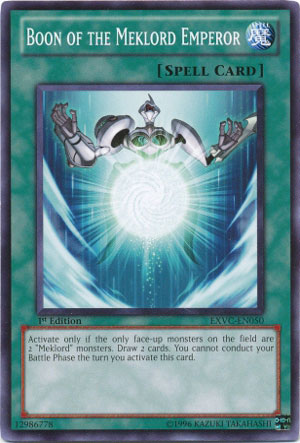 BOON OF THE MEKLORD EMPEROR
[SPELL CARD]
1st Edition
EXVC-EN050
Activate only if the only face-up monsters on the field are
2 "Meklord" monsters. Draw 2 cards. You cannot conduct your
Battle Phase the turn you activate this card.
12986778
©1996 KAZUKI TAKAHASHI